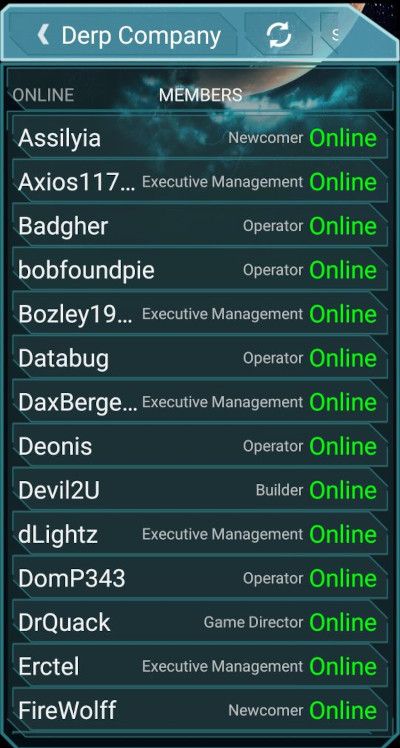 Derp Company
ONLINE MEMBERS
Assilyia Newcomer Online
Axios117... Executive Management Online
Badgher Operator Online
bobfoundpie Operator Online
Bozley19... Executive Management Online
Databug Operator Online
DaxBerge... Executive Management Online
Deonis Operator Online
Devil2U Builder Online
dLightz Executive Management Online
DomP343 Operator Online
DrQuack Game Director Online
Erctel Executive Management Online
FireWolff Newcomer Online